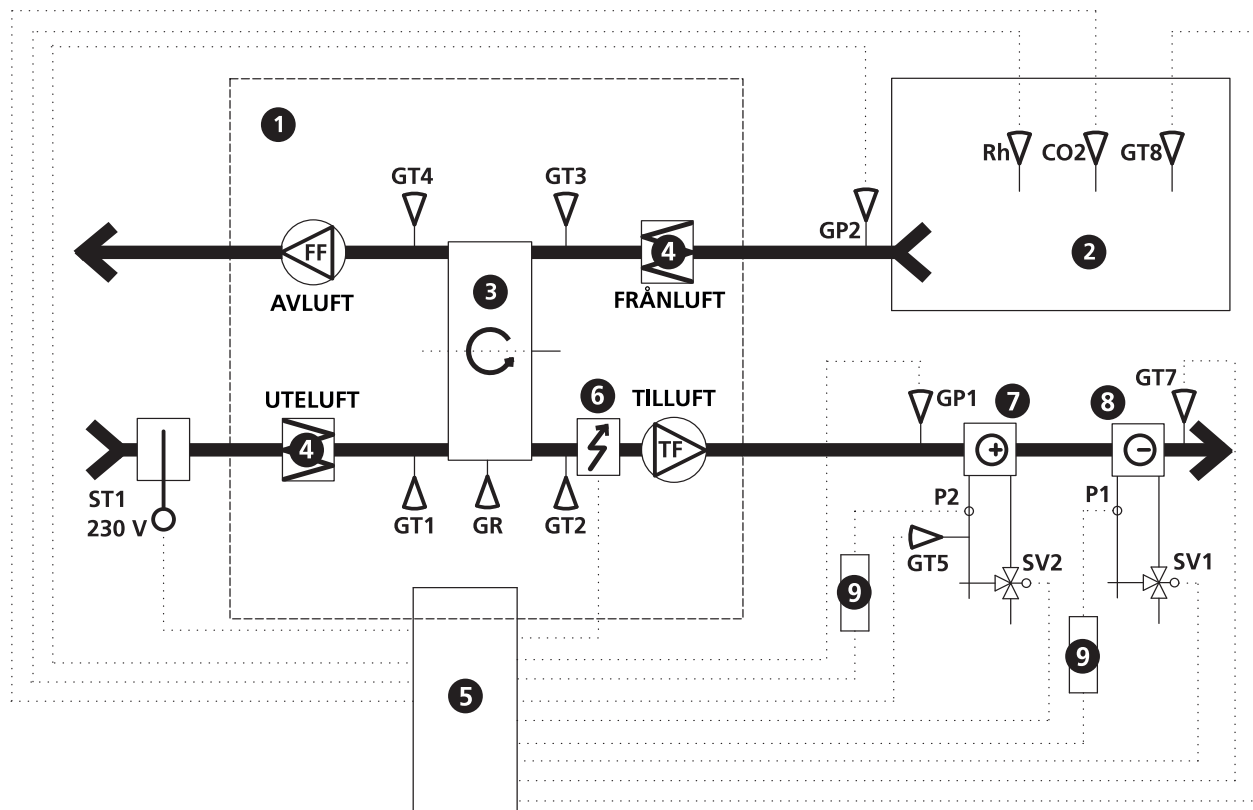 1
Rh CO2 GT8
GT4 GT3
GP2
FF 4 2
3
AVLUFT FRÅNLUFT
GT7
UTELUFT 6 TILLUFT GP1 7 8
4 TF
ST1
230 V
P2 P1
GT1 GR GT2
GT5 SV2 SV1
9
9
5